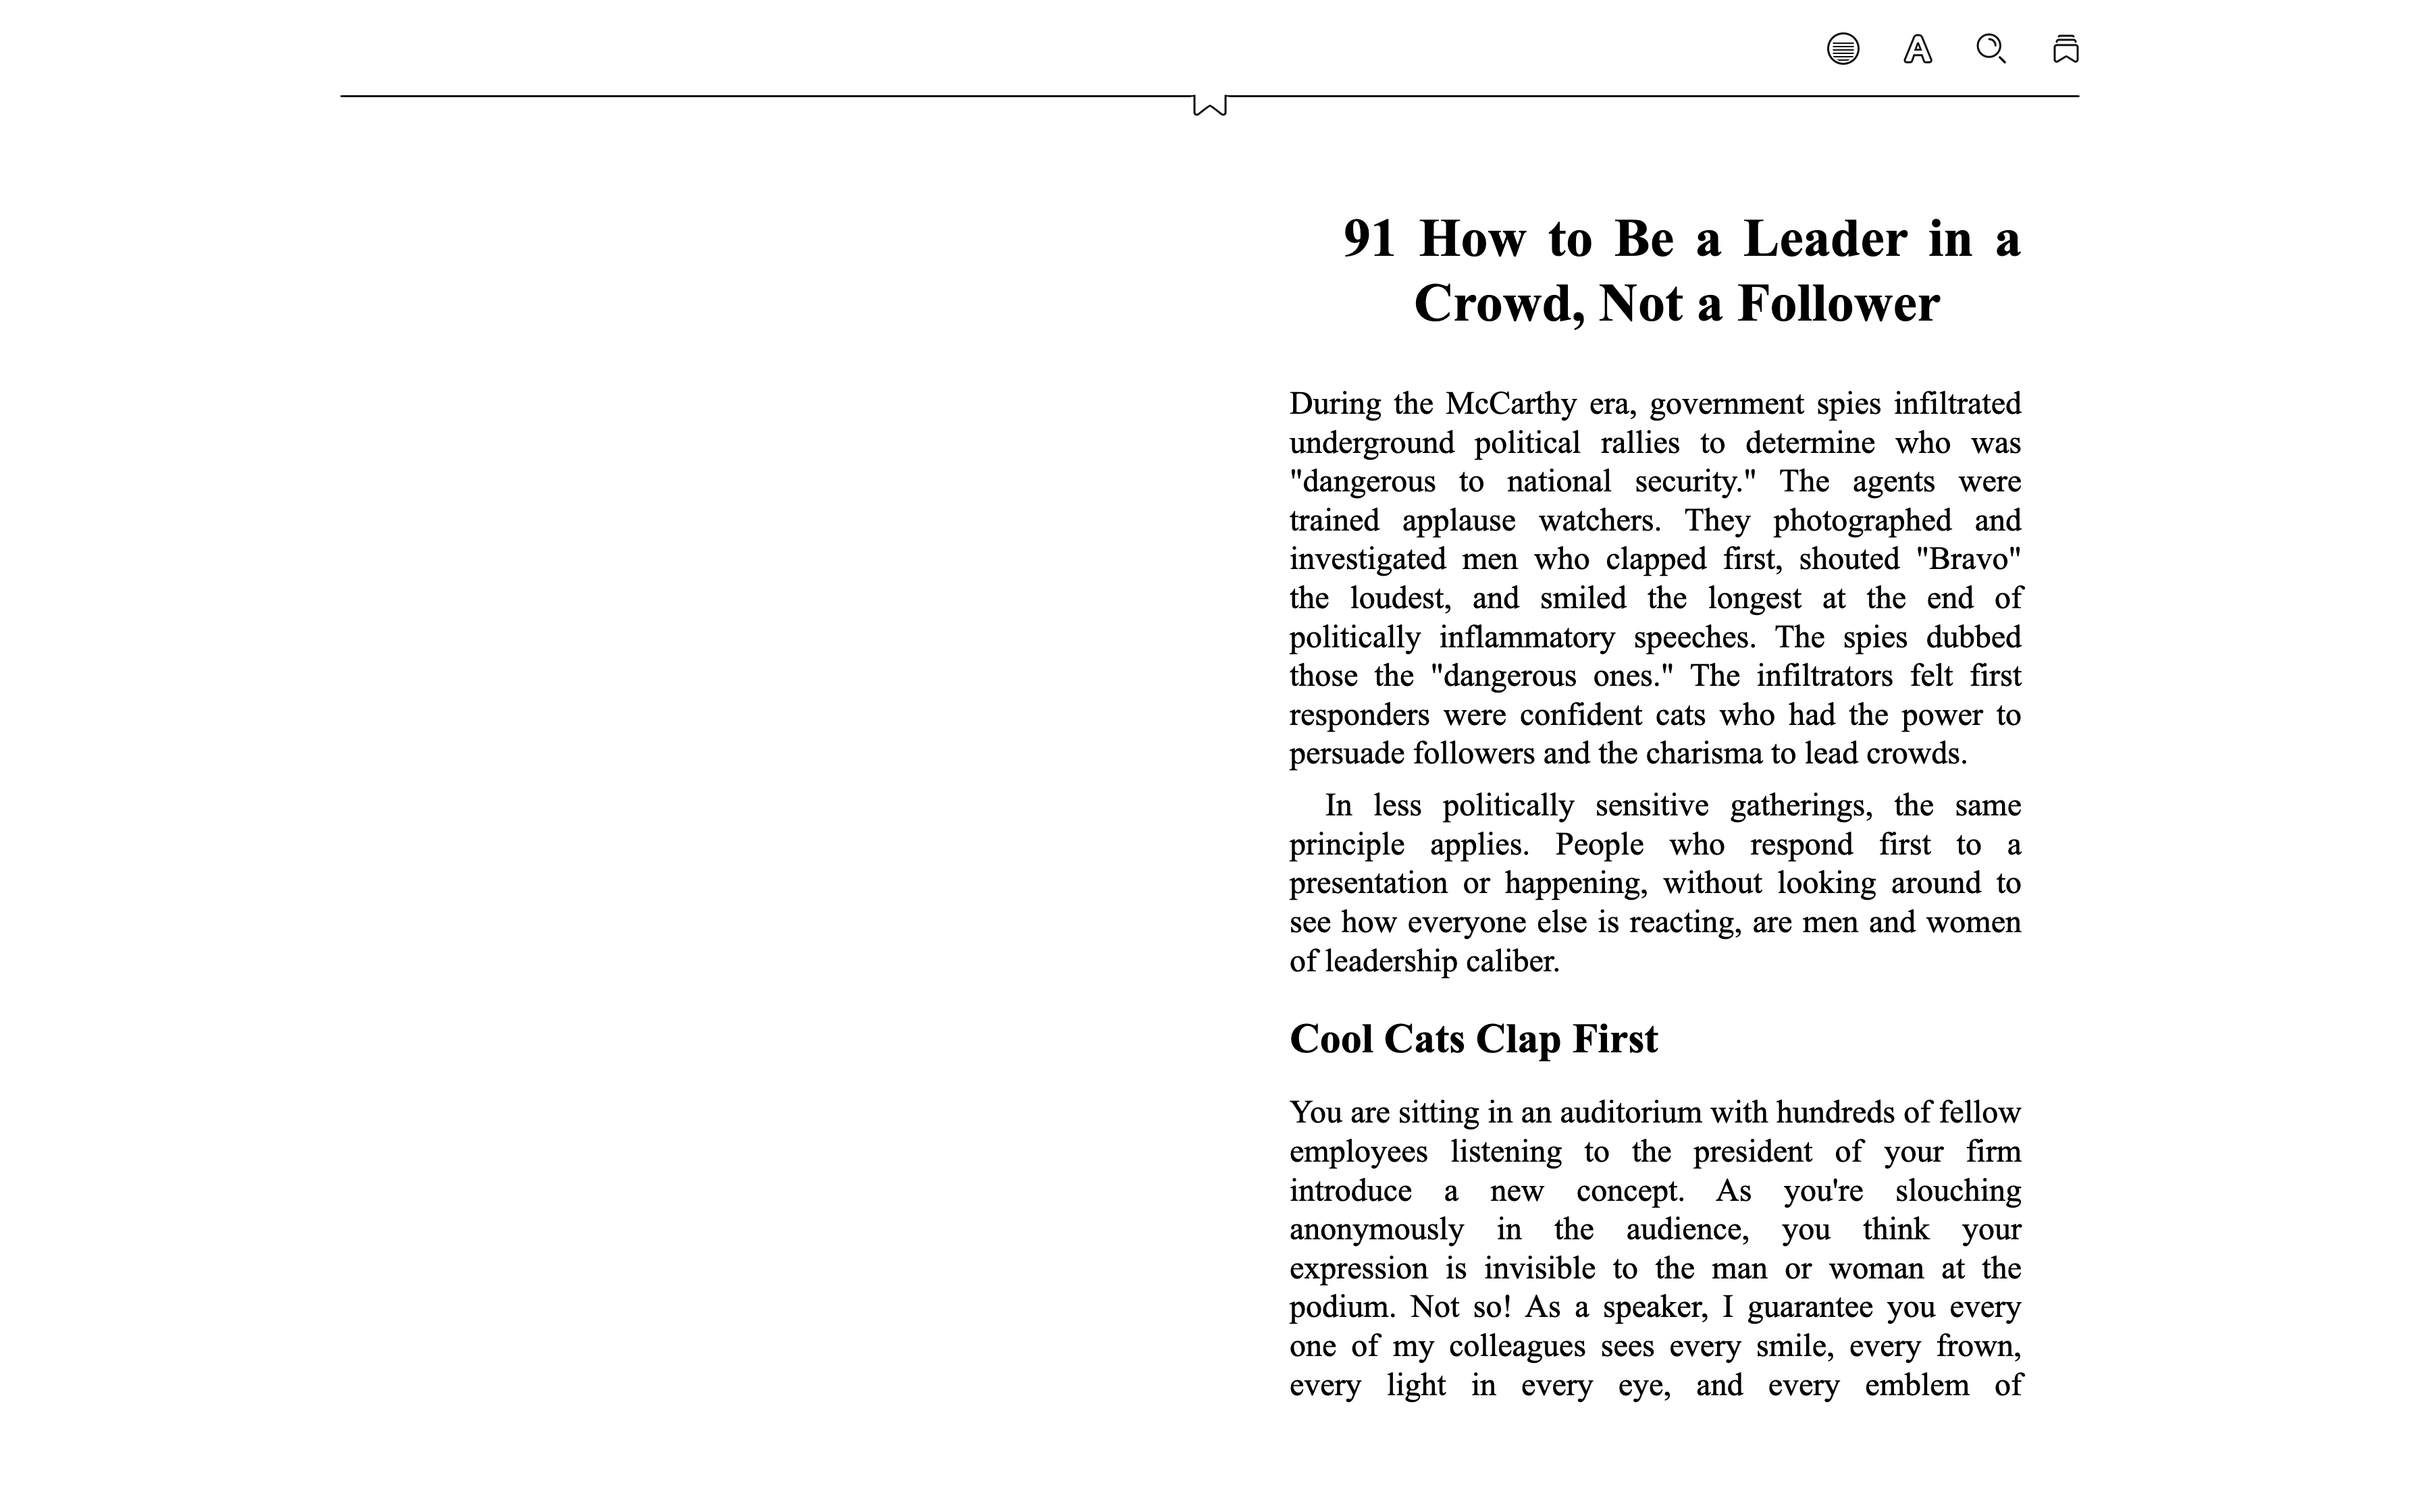 91 How to Be a Leader in a
Crowd, Not a Follower
During the McCarthy era, government spies infiltrated
underground political rallies to determine who was
"dangerous to national security." The agents were
trained applause watchers. They photographed and
investigated men who clapped first, shouted "Bravo"
the loudest, and smiled the longest at the end of
politically inflammatory speeches. The spies dubbed
those the "dangerous ones." The infiltrators felt first
responders were confident cats who had the power to
persuade followers and the charisma to lead crowds.
In less politically sensitive gatherings, the same
principle applies. People who respond first to a
presentation or happening, without looking around to
see how everyone else is reacting, are men and women
of leadership caliber.
Cool Cats Clap First
You are sitting in an auditorium with hundreds of fellow
employees listening to the president of your firm
introduce a new concept. As you're slouching
anonymously in the audience, you think your
expression is invisible to the man or woman at the
podium. Not so! As a speaker, I guarantee you every
one of my colleagues sees every smile, every frown,
every light in every eye, and every emblem of